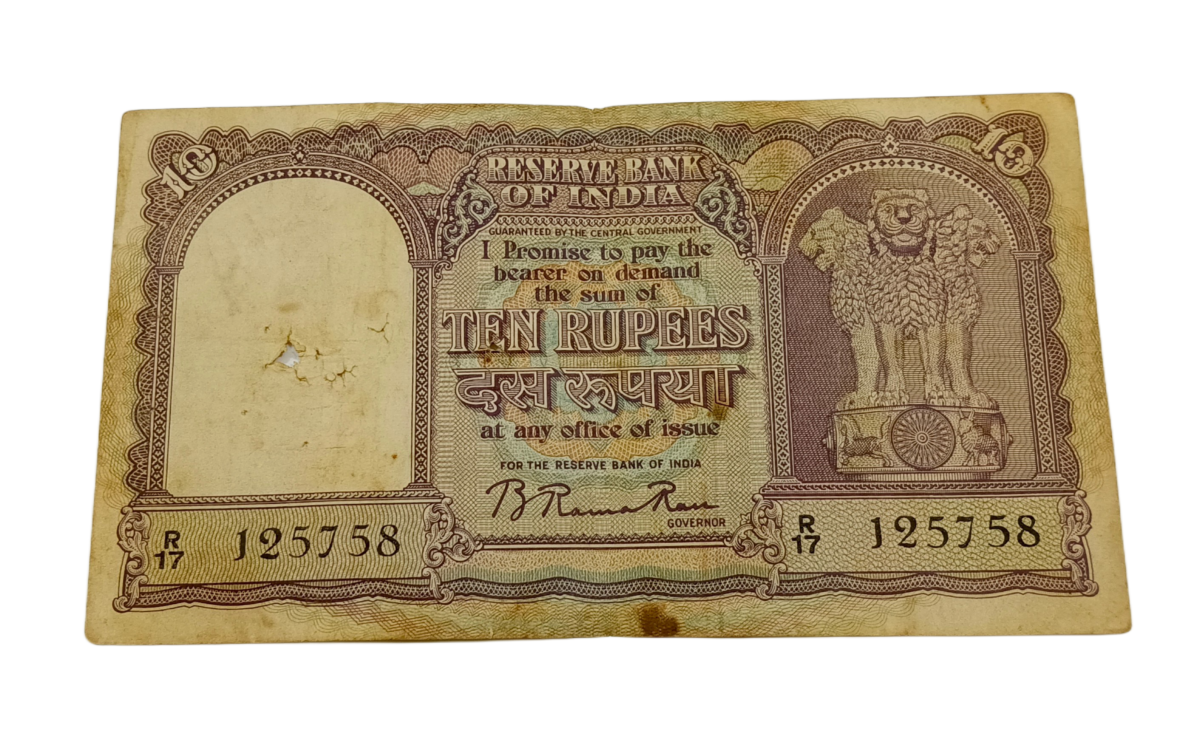 10
10
RESERVE BANK
OF INDIA
GUARANTEED BY THE CENTRAL GOVERNMENT
I Promise to pay the
bearer on demand
the sum of
TEN RUPEES
दस रूपया
at any office of issue
FOR THE RESERVE BANK OF INDIA
B Rama Rau
GOVERNOR
R
17 125758
R
17 125758